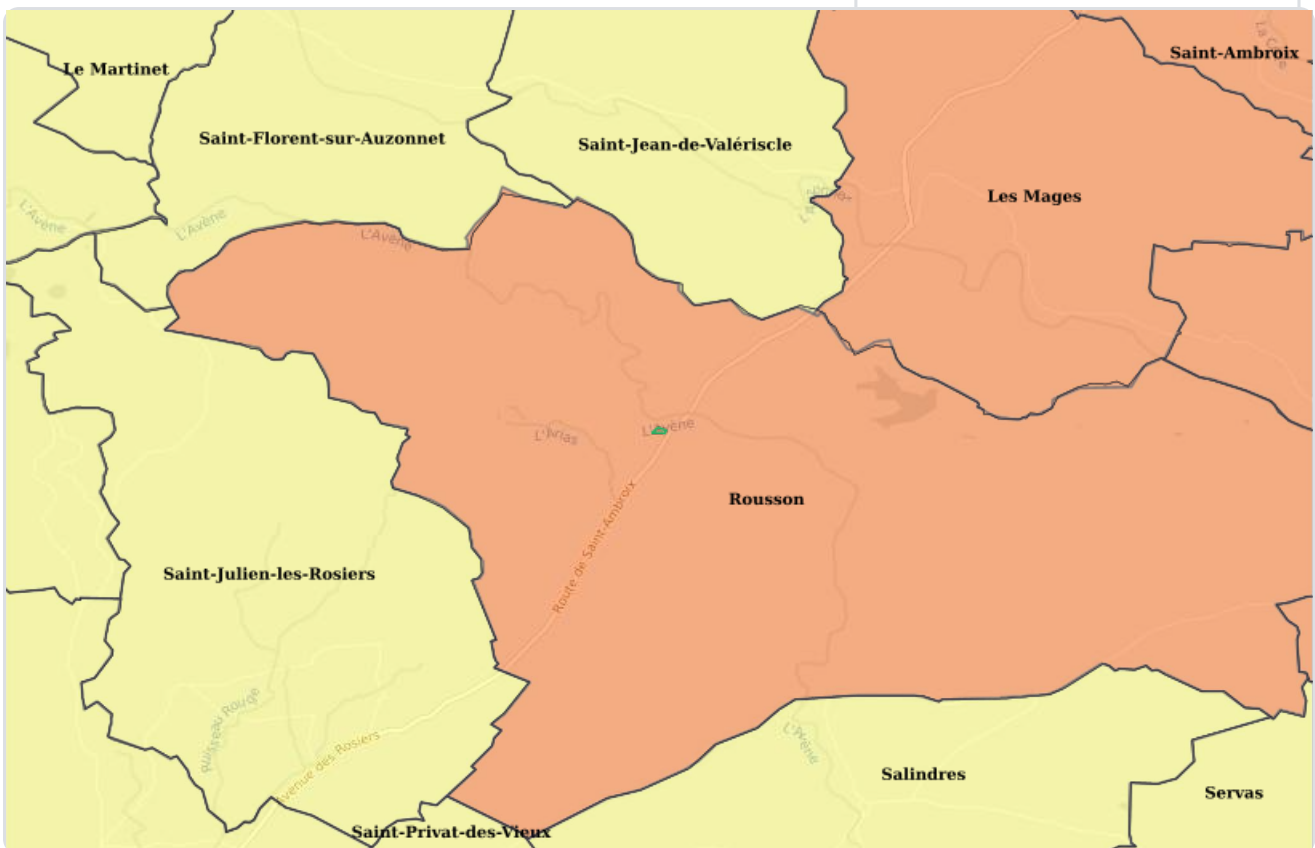 Saint-Ambroix
Le Martinet
Saint-Florent-sur-Auzonnet
Saint-Jean-de-Valériscle
Les Mages
L'Avène
L'Avène
L'Avène
L'Avène
Rousson
Route de Saint-Ambroix
Saint-Julien-les-Rosiers
Ruisseau Rouge
Avenue des Rosiers
L'Avène
Salindres
Servas
Saint-Privat-des-Vieux